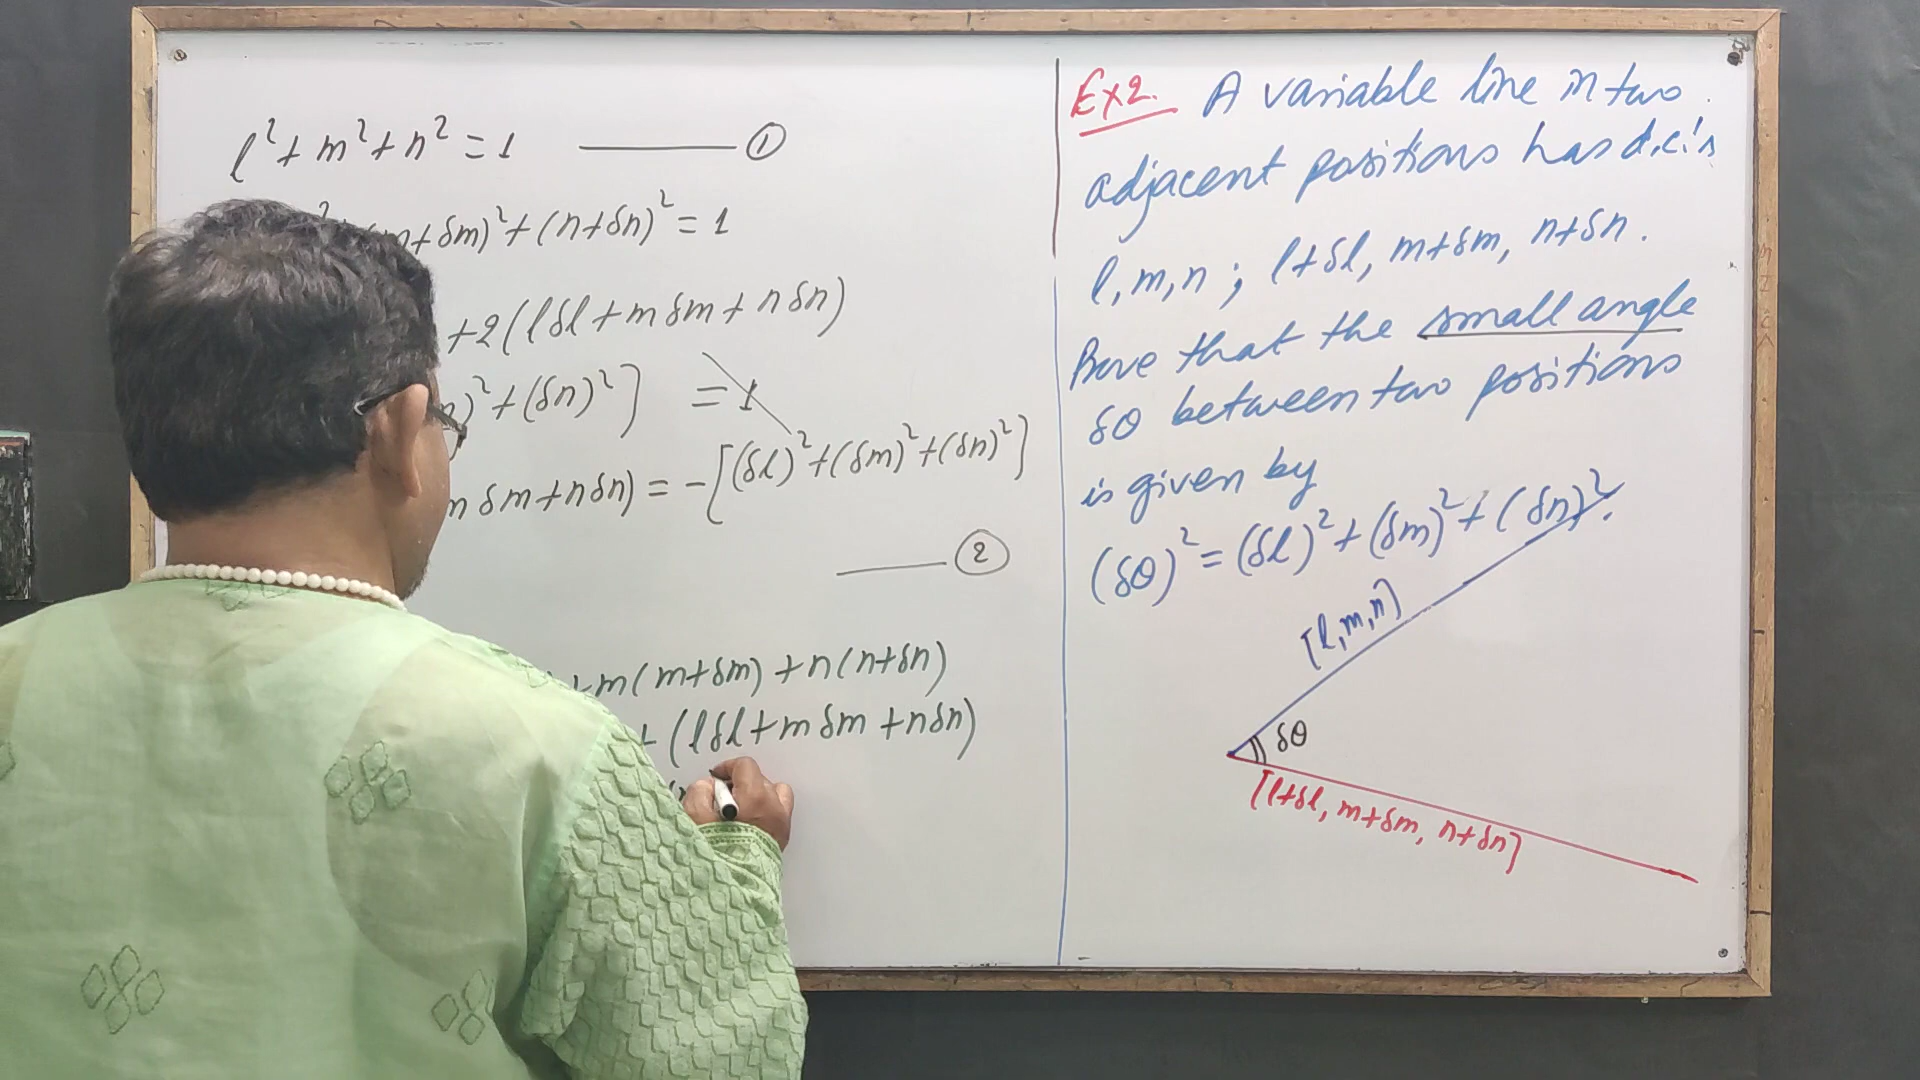 l²+m²+n²=1 ——— ①
m+δm)²+(n+δn)²=1
+2(lδl+mδm+nδn)
)²+(δn)²] =1
m δm+nδn)=-[(δl)²+(δm)²+(δn)²]
——— ②
+m(m+δm)+n(n+δn)
+(lδl+mδm+nδn)
Ex2. A variable line in two
adjacent positions has d.c.'s
l,m,n; l+δl, m+δm, n+δn.
Prove that the small angle
δθ between two positions
is given by
(δθ)²=(δl)²+(δm)²+(δn)².
[l,m,n]
δθ
[l+δl, m+δm, n+δn]